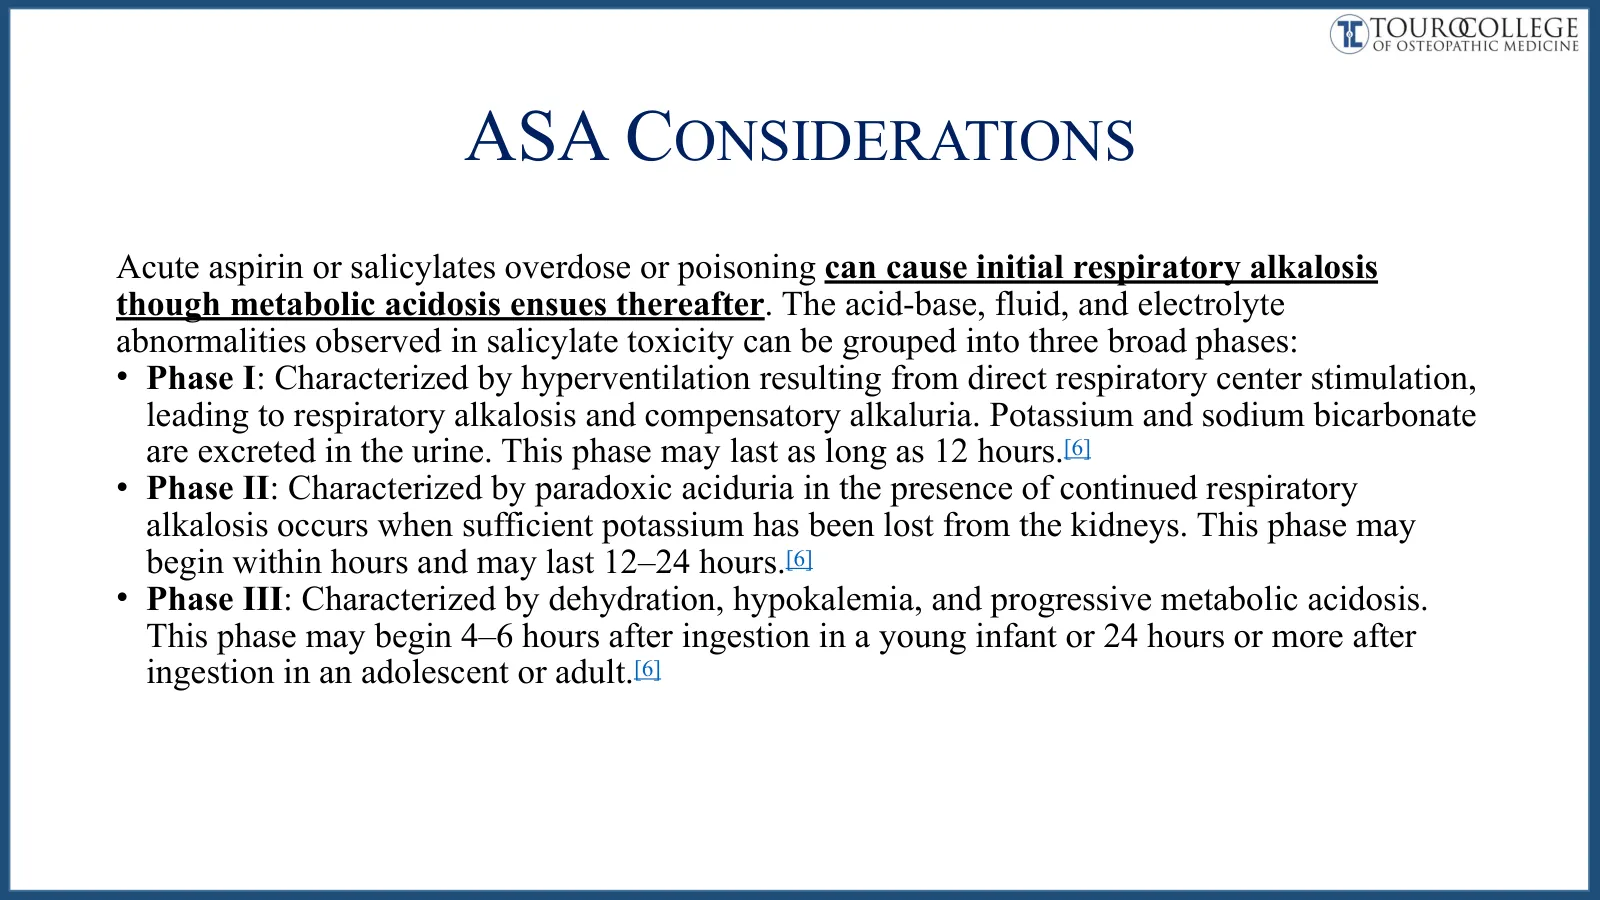 TOURO COLLEGE
OF OSTEOPATHIC MEDICINE
ASA CONSIDERATIONS
Acute aspirin or salicylates overdose or poisoning can cause initial respiratory alkalosis
though metabolic acidosis ensues thereafter. The acid-base, fluid, and electrolyte
abnormalities observed in salicylate toxicity can be grouped into three broad phases:
• Phase I: Characterized by hyperventilation resulting from direct respiratory center stimulation,
leading to respiratory alkalosis and compensatory alkaluria. Potassium and sodium bicarbonate
are excreted in the urine. This phase may last as long as 12 hours.[6]
• Phase II: Characterized by paradoxic aciduria in the presence of continued respiratory
alkalosis occurs when sufficient potassium has been lost from the kidneys. This phase may
begin within hours and may last 12–24 hours.[6]
• Phase III: Characterized by dehydration, hypokalemia, and progressive metabolic acidosis.
This phase may begin 4–6 hours after ingestion in a young infant or 24 hours or more after
ingestion in an adolescent or adult.[6]